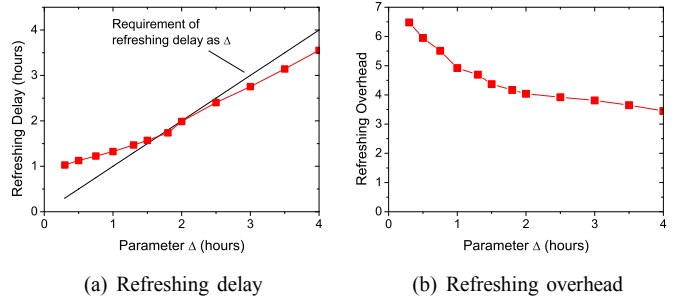 Requirement of
refreshing delay as Δ
Refreshing Delay (hours)
4
3
2
1
0
0 1 2 3 4
Parameter Δ (hours)
(a) Refreshing delay
Refreshing Overhead
7
6
5
4
3
2
1
0
0 1 2 3 4
Parameter Δ (hours)
(b) Refreshing overhead